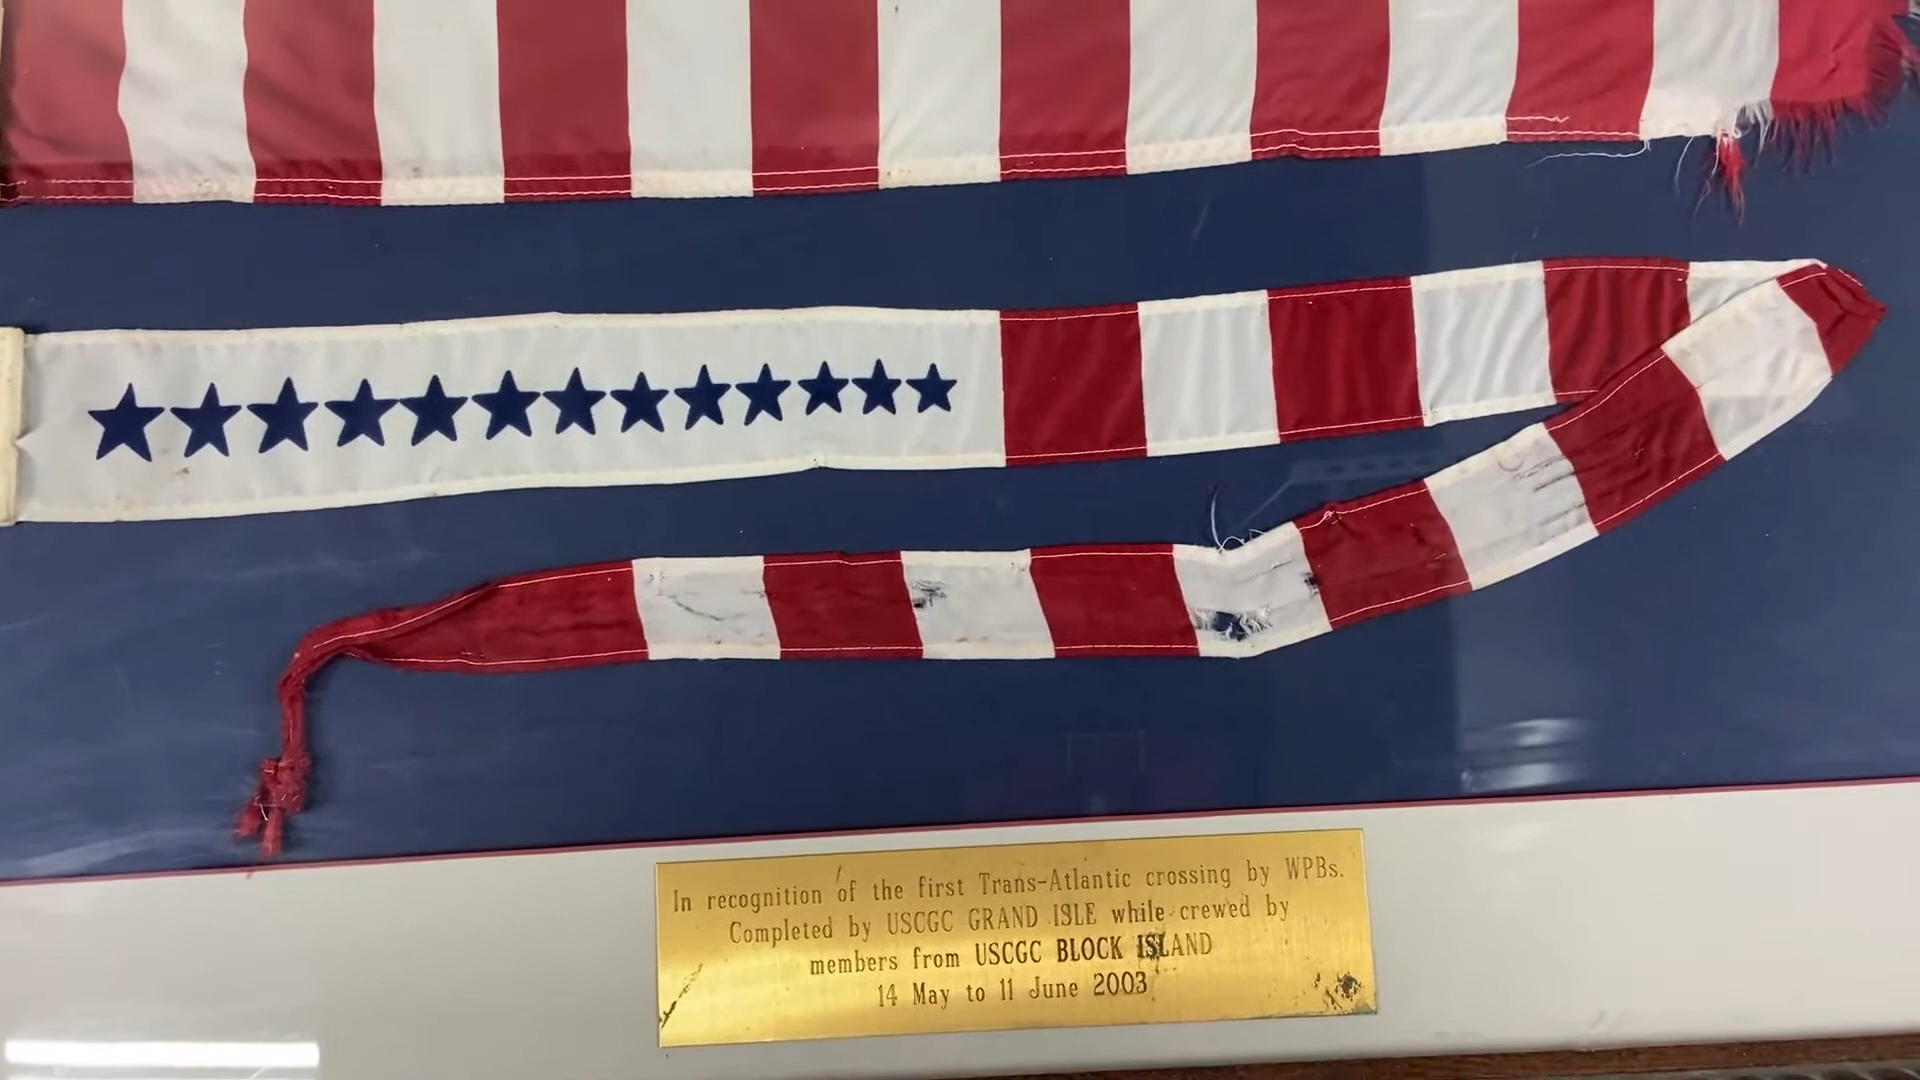 In recognition of the first Trans-Atlantic crossing by WPBs.
Completed by USCGC GRAND ISLE while crewed by
members from USCGC BLOCK ISLAND
14 May to 11 June 2003